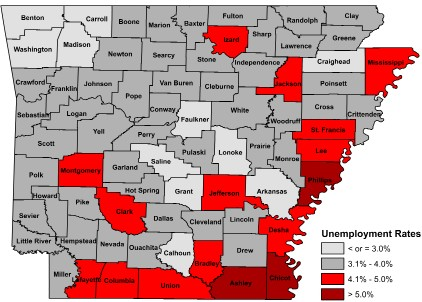 Benton
Carroll
Boone
Marion
Baxter
Fulton
Randolph
Clay
Izard
Sharp
Greene
Lawrence
Washington
Madison
Newton
Searcy
Stone
Independence
Craighead
Mississippi
Jackson
Poinsett
Crawford
Franklin
Johnson
Van Buren
Cleburne
Pope
White
Cross
Crittenden
Sebastian
Logan
Conway
Faulkner
Woodruff
St. Francis
Yell
Perry
Scott
Saline
Pulaski
Lonoke
Prairie
Lee
Monroe
Polk
Montgomery
Garland
Phillips
Hot Spring
Grant
Jefferson
Arkansas
Howard
Pike
Clark
Dallas
Cleveland
Lincoln
Desha
Sevier
Little River
Hempstead
Nevada
Ouachita
Calhoun
Bradley
Drew
Miller
Lafayette
Columbia
Union
Ashley
Chicot
Unemployment Rates
< or = 3.0%
3.1% - 4.0%
4.1% - 5.0%
> 5.0%